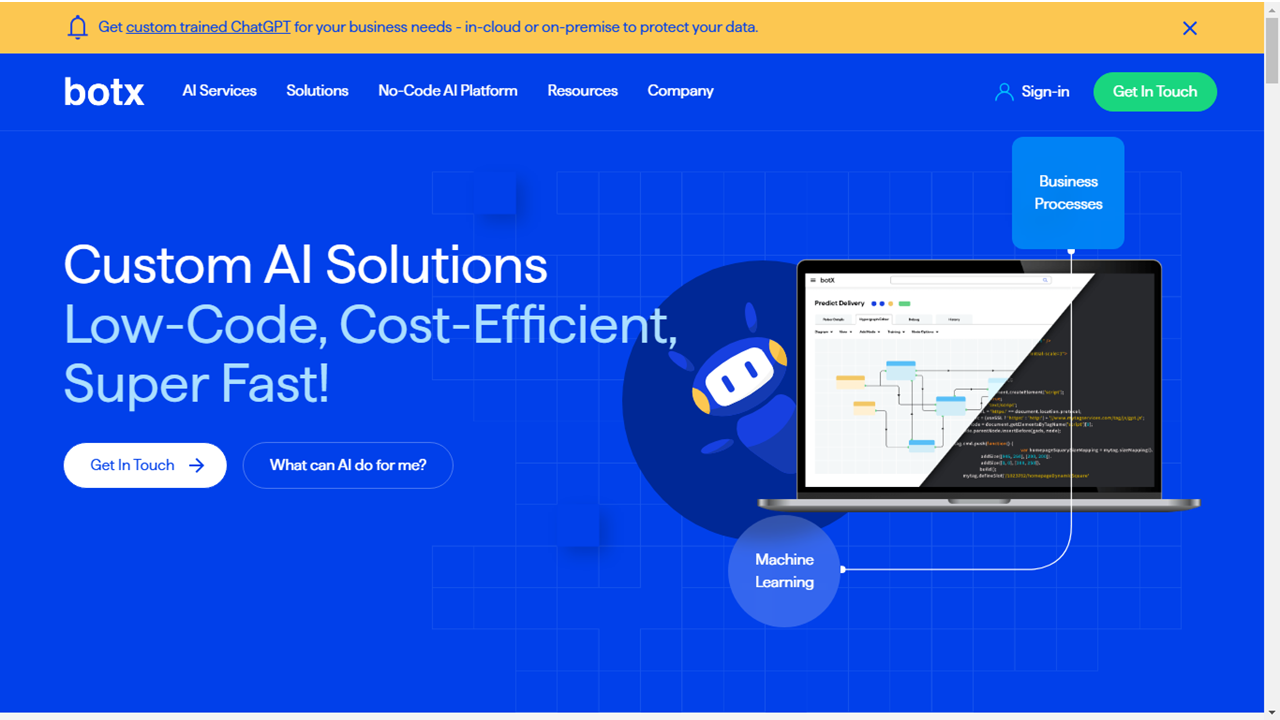 Get custom trained ChatGPT for your business needs - in-cloud or on-premise to protect your data.
botx
AI Services
Solutions
No-Code AI Platform
Resources
Company
Sign-in
Get In Touch
Business
Processes
Custom AI Solutions
Low-Code, Cost-Efficient,
Super Fast!
Get In Touch
What can AI do for me?
botX
Predict Delivery
Machine
Learning